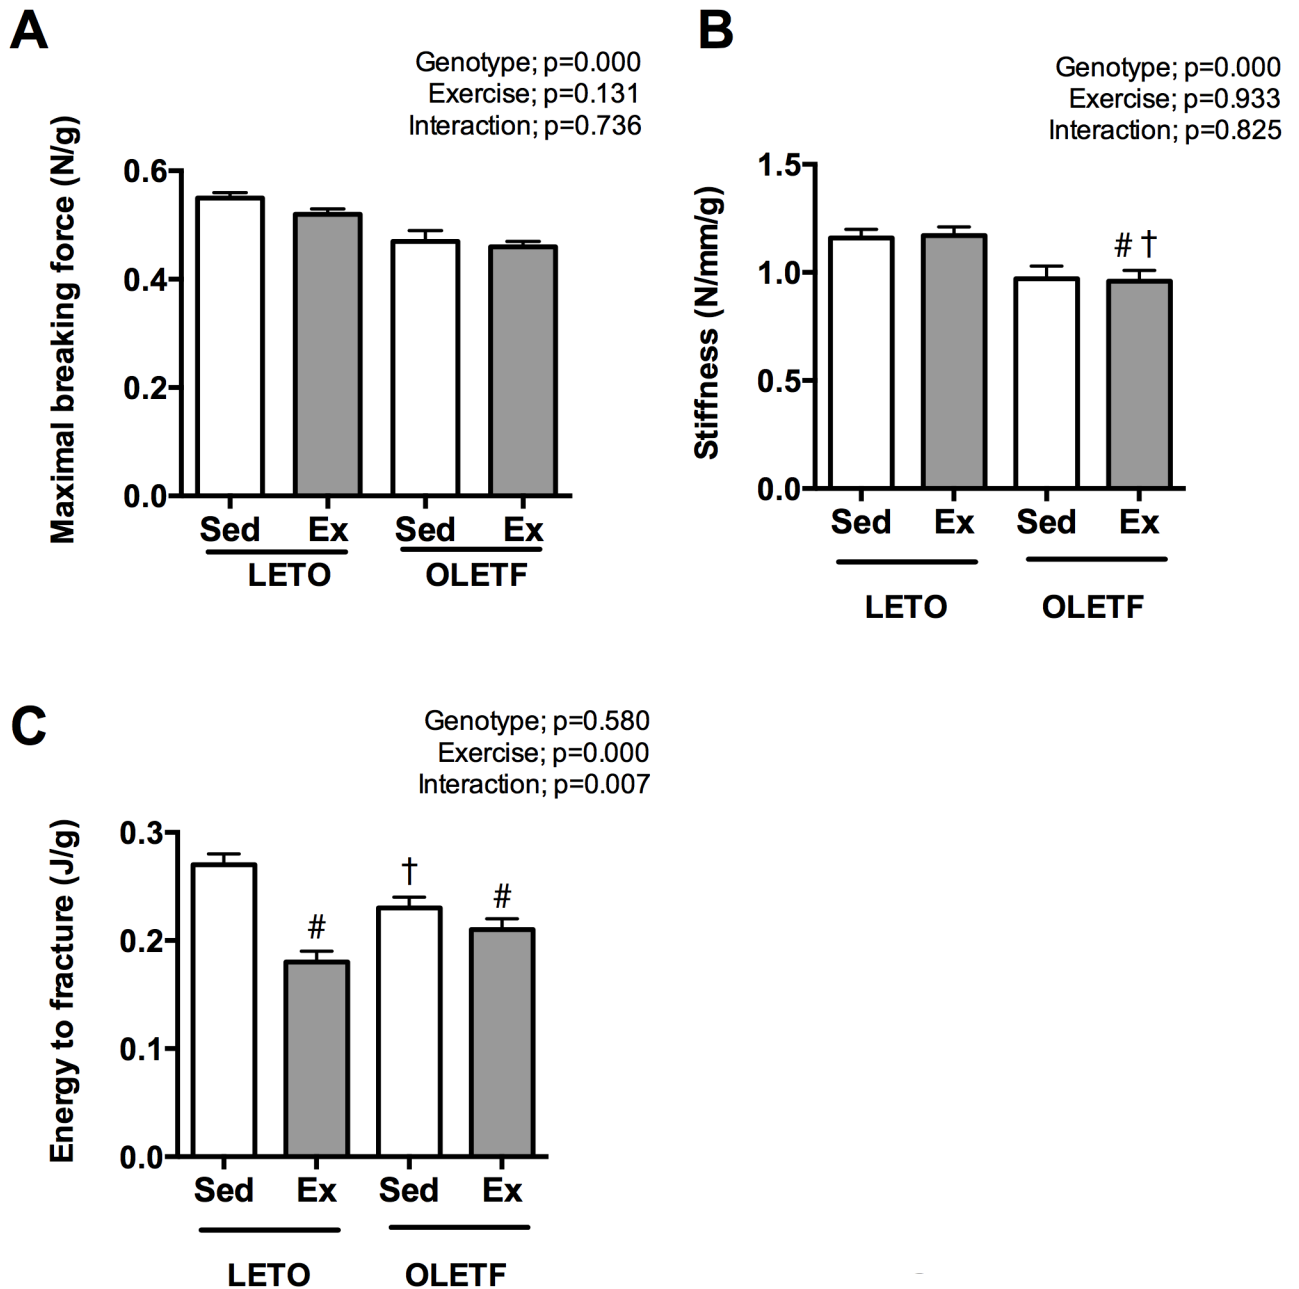 A
Genotype; p=0.000
Exercise; p=0.131
Interaction; p=0.736
Maximal breaking force (N/g)
0.6
0.4
0.2
0.0
Sed Ex Sed Ex
LETO OLETF
B
Genotype; p=0.000
Exercise; p=0.933
Interaction; p=0.825
Stiffness (N/mm/g)
1.5
1.0
0.5
0.0
# †
Sed Ex Sed Ex
LETO OLETF
C
Genotype; p=0.580
Exercise; p=0.000
Interaction; p=0.007
Energy to fracture (J/g)
0.3
0.2
0.1
0.0
# † #
Sed Ex Sed Ex
LETO OLETF